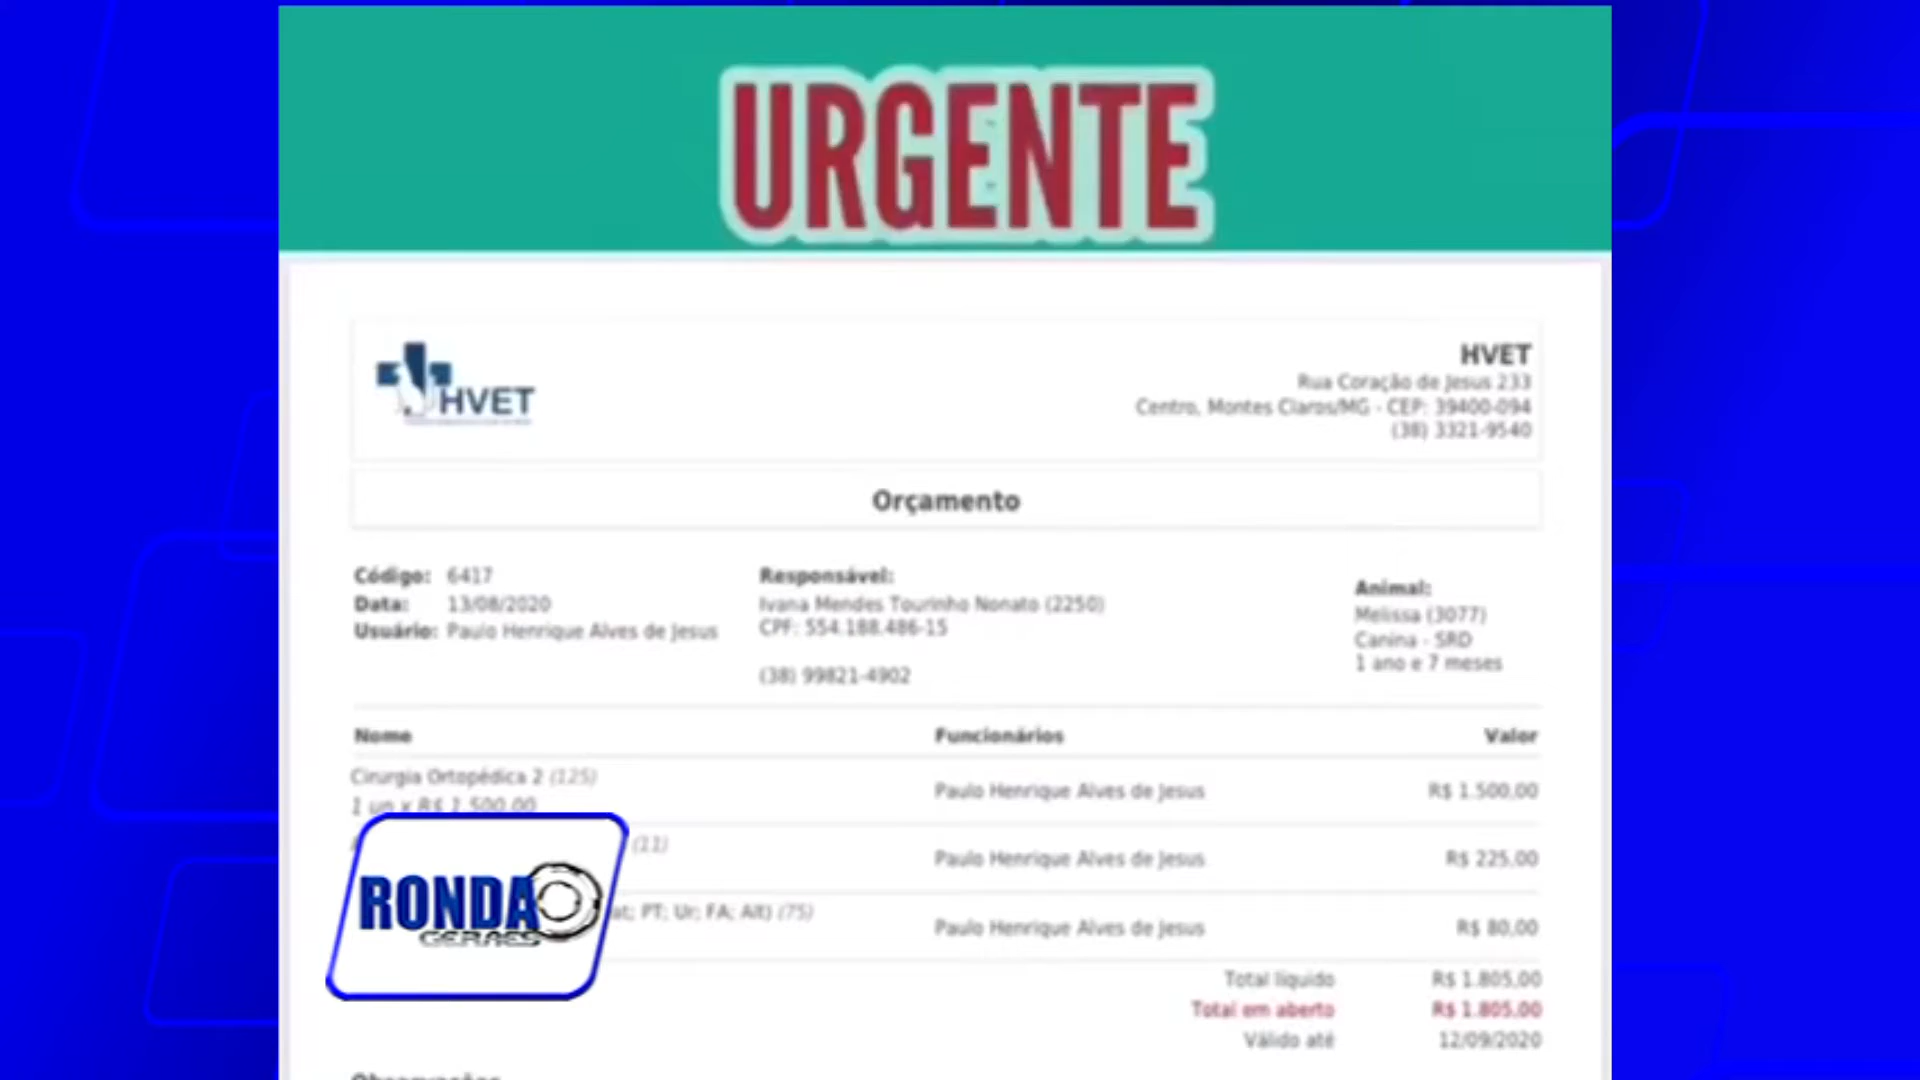 URGENTE
HVET
HVET
Rua Coração de Jesus 233
Centro, Montes Claros/MG - CEP: 39400-094
(38) 3321-9540
Orçamento
Código: 6417
Data: 13/08/2020
Usuário: Paulo Henrique Alves de Jesus
Responsável:
Ivana Mendes Tourinho Nonato (2250)
CPF: 554.188.486-15
(38) 99821-4902
Animal:
Melissa (3077)
Canina - SRD
1 ano e 7 meses
Nome Funcionários Valor
Cirurgia Ortopédica 2 (125)
1 un x R$ 1.500,00
Paulo Henrique Alves de Jesus R$ 1.500,00
(11)
Paulo Henrique Alves de Jesus R$ 225,00
PT; Ur; FA; Alt) (75)
Paulo Henrique Alves de Jesus R$ 80,00
Total líquido R$ 1.805,00
Total em aberto R$ 1.805,00
Válido até 12/09/2020
RONDA
GERAES